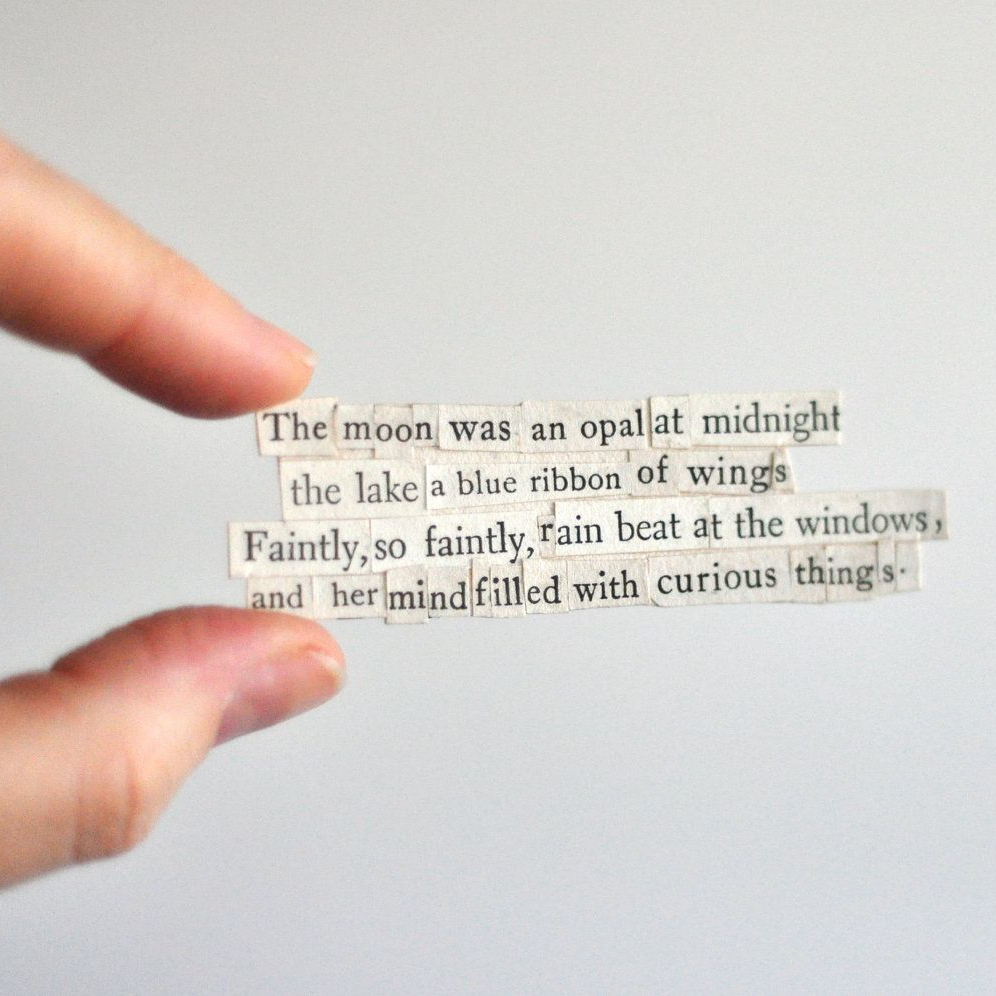 The moon was an opal at midnight
the lake a blue ribbon of wings
Faintly, so faintly, rain beat at the windows,
and her mind filled with curious things.